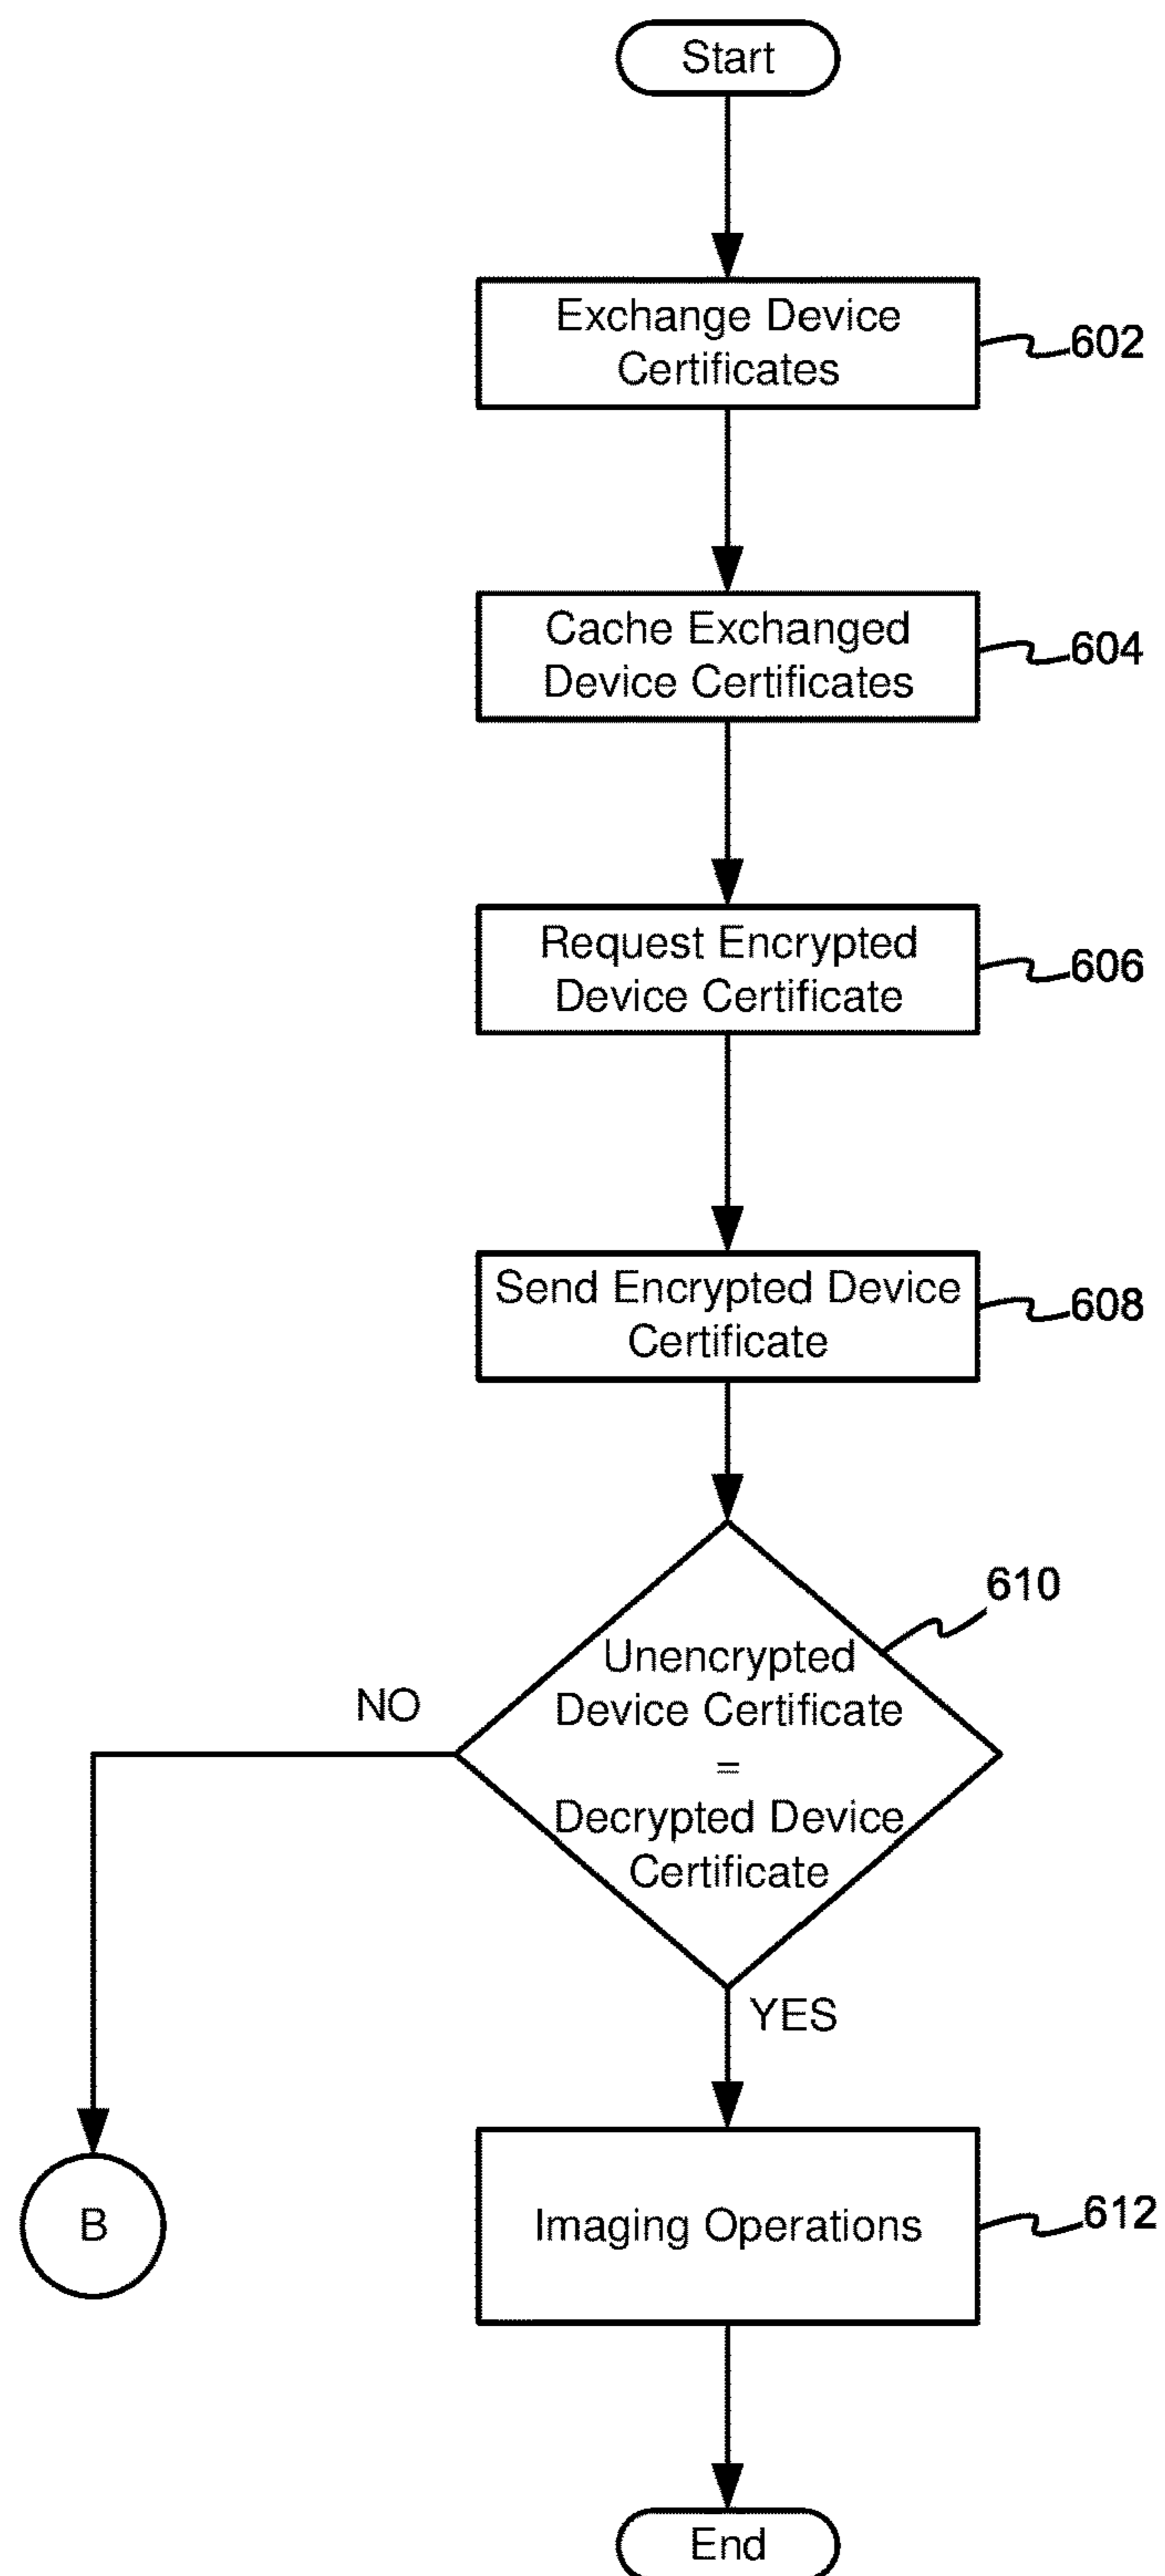 Start
Exchange Device
Certificates
602
Cache Exchanged
Device Certificates
604
Request Encrypted
Device Certificate
606
Send Encrypted Device
Certificate
608
610
Unencrypted
Device Certificate
=
Decrypted Device
Certificate
NO
YES
B
Imaging Operations
612
End